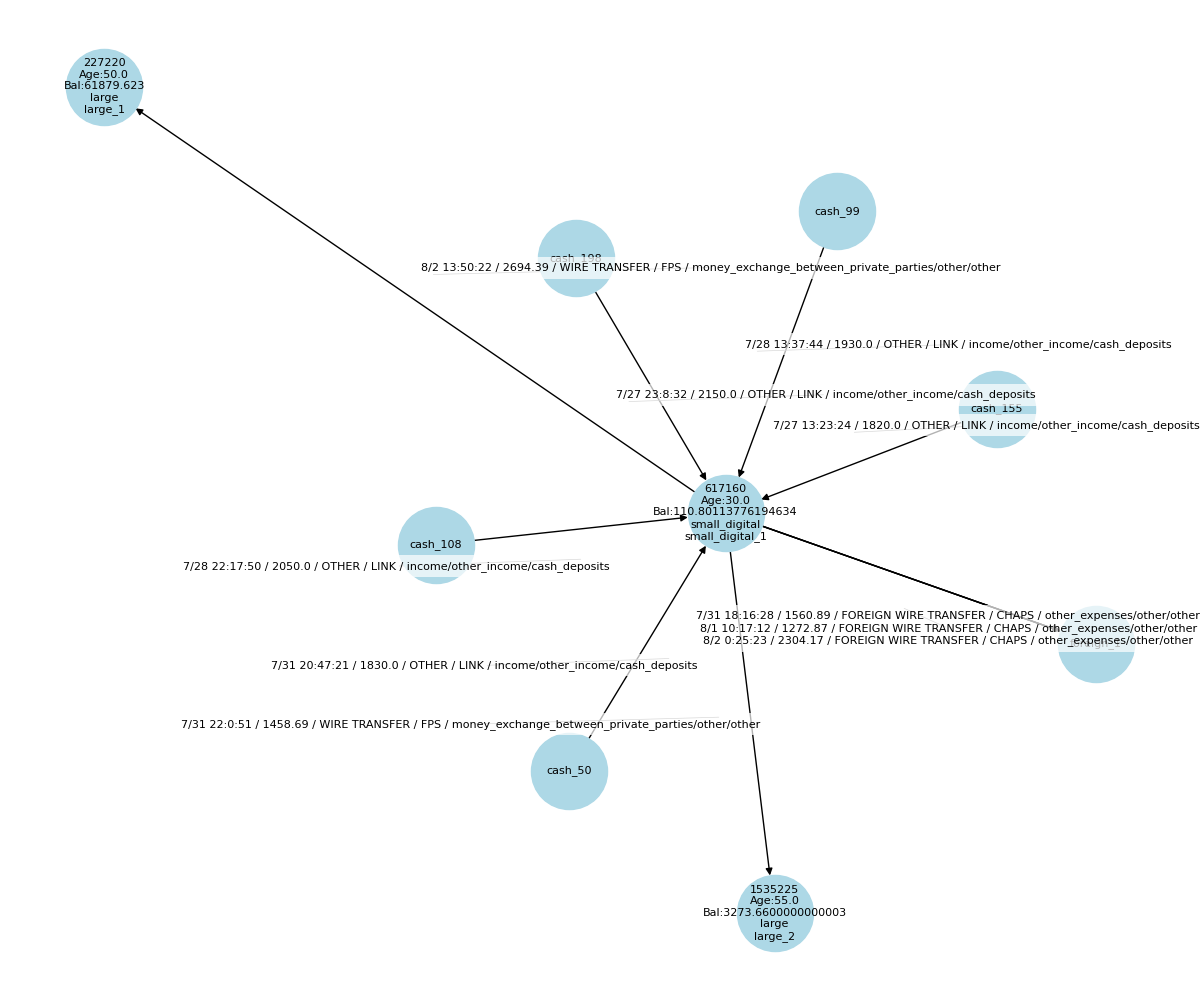 227220
Age:50.0
Bal:61879.623
large
large_1
cash_99
cash_198
8/2 13:50:22 / 2694.39 / WIRE TRANSFER / FPS / money_exchange_between_private_parties/other/other
7/28 13:37:44 / 1930.0 / OTHER / LINK / income/other_income/cash_deposits
7/27 23:8:32 / 2150.0 / OTHER / LINK / income/other_income/cash_deposits
cash_155
7/27 13:23:24 / 1820.0 / OTHER / LINK / income/other_income/cash_deposits
617160
Age:30.0
Bal:110.80113776194634
small_digital
small_digital_1
cash_108
7/28 22:17:50 / 2050.0 / OTHER / LINK / income/other_income/cash_deposits
7/31 18:16:28 / 1560.89 / FOREIGN WIRE TRANSFER / CHAPS / other_expenses/other/other
8/1 10:17:12 / 1272.87 / FOREIGN WIRE TRANSFER / CHAPS / other_expenses/other/other
8/2 0:25:23 / 2304.17 / FOREIGN WIRE TRANSFER / CHAPS / other_expenses/other/other
7/31 20:47:21 / 1830.0 / OTHER / LINK / income/other_income/cash_deposits
7/31 22:0:51 / 1458.69 / WIRE TRANSFER / FPS / money_exchange_between_private_parties/other/other
cash_50
1535225
Age:55.0
Bal:3273.6600000000003
large
large_2